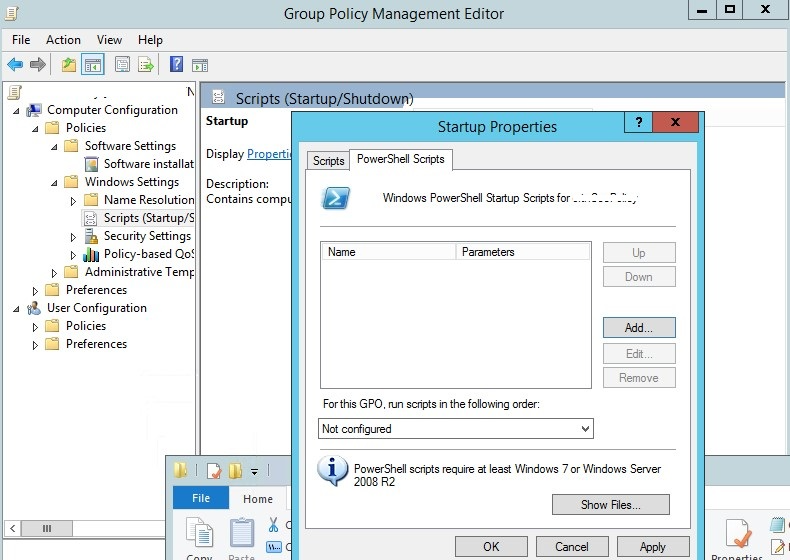 Group Policy Management Editor
File Action View Help
Computer Configuration
Policies
Software Settings
Software installat
Windows Settings
Name Resolution
Scripts (Startup/S
Security Settings
Policy-based QoS
Administrative Temp
Preferences
User Configuration
Policies
Preferences
Scripts (Startup/Shutdown)
Startup
Display Properti
Description:
Contains compu
Startup Properties
? X
Scripts PowerShell Scripts
Windows PowerShell Startup Scripts for
Name Parameters
Up
Down
Add...
Edit...
Remove
For this GPO, run scripts in the following order:
Not configured
PowerShell scripts require at least Windows 7 or Windows Server
2008 R2
Show Files...
OK Cancel Apply
File Home
Copy Paste Properties